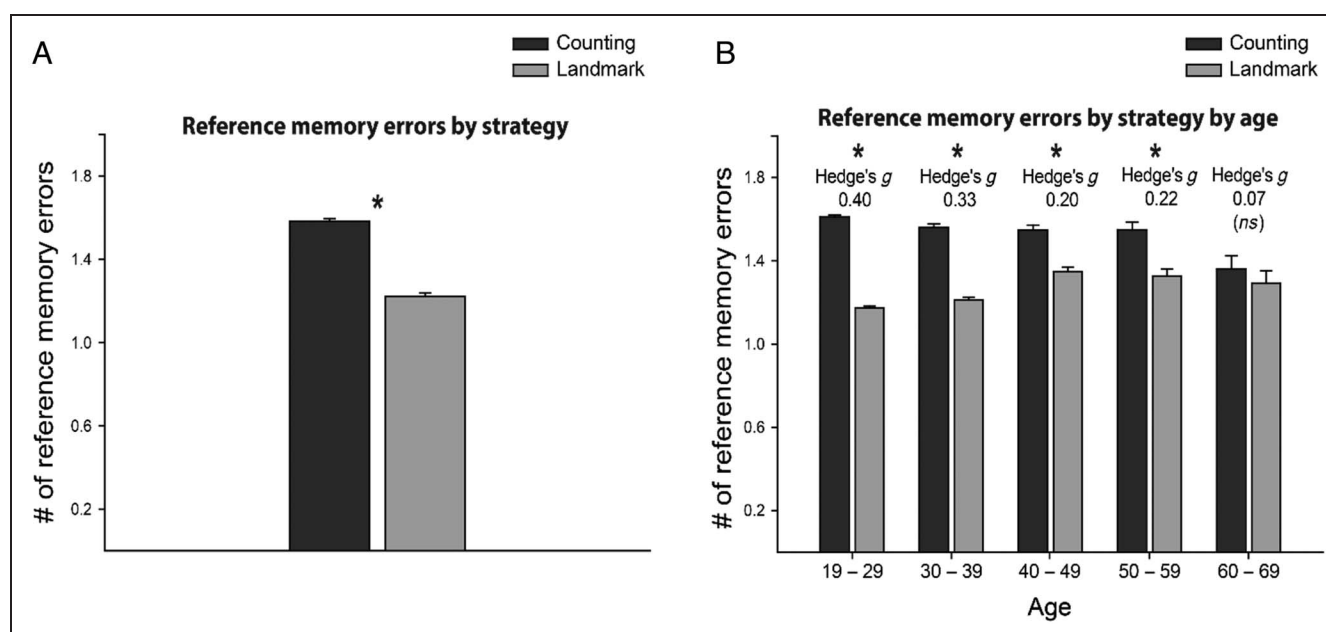 A
Counting
Landmark
Reference memory errors by strategy
# of reference memory errors
1.8
1.4
1.0
0.6
0.2
*
B
Counting
Landmark
Reference memory errors by strategy by age
# of reference memory errors
1.8
1.4
1.0
0.6
0.2
*
Hedge's g
0.40
*
Hedge's g
0.33
*
Hedge's g
0.20
*
Hedge's g
0.22
Hedge's g
0.07
(ns)
19 – 29
30 – 39
40 – 49
50 – 59
60 – 69
Age